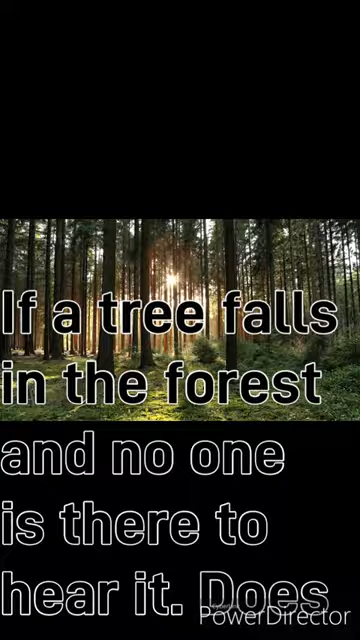 If a tree falls
in the forest
and no one
is there to
hear it. Does
PowerDirector